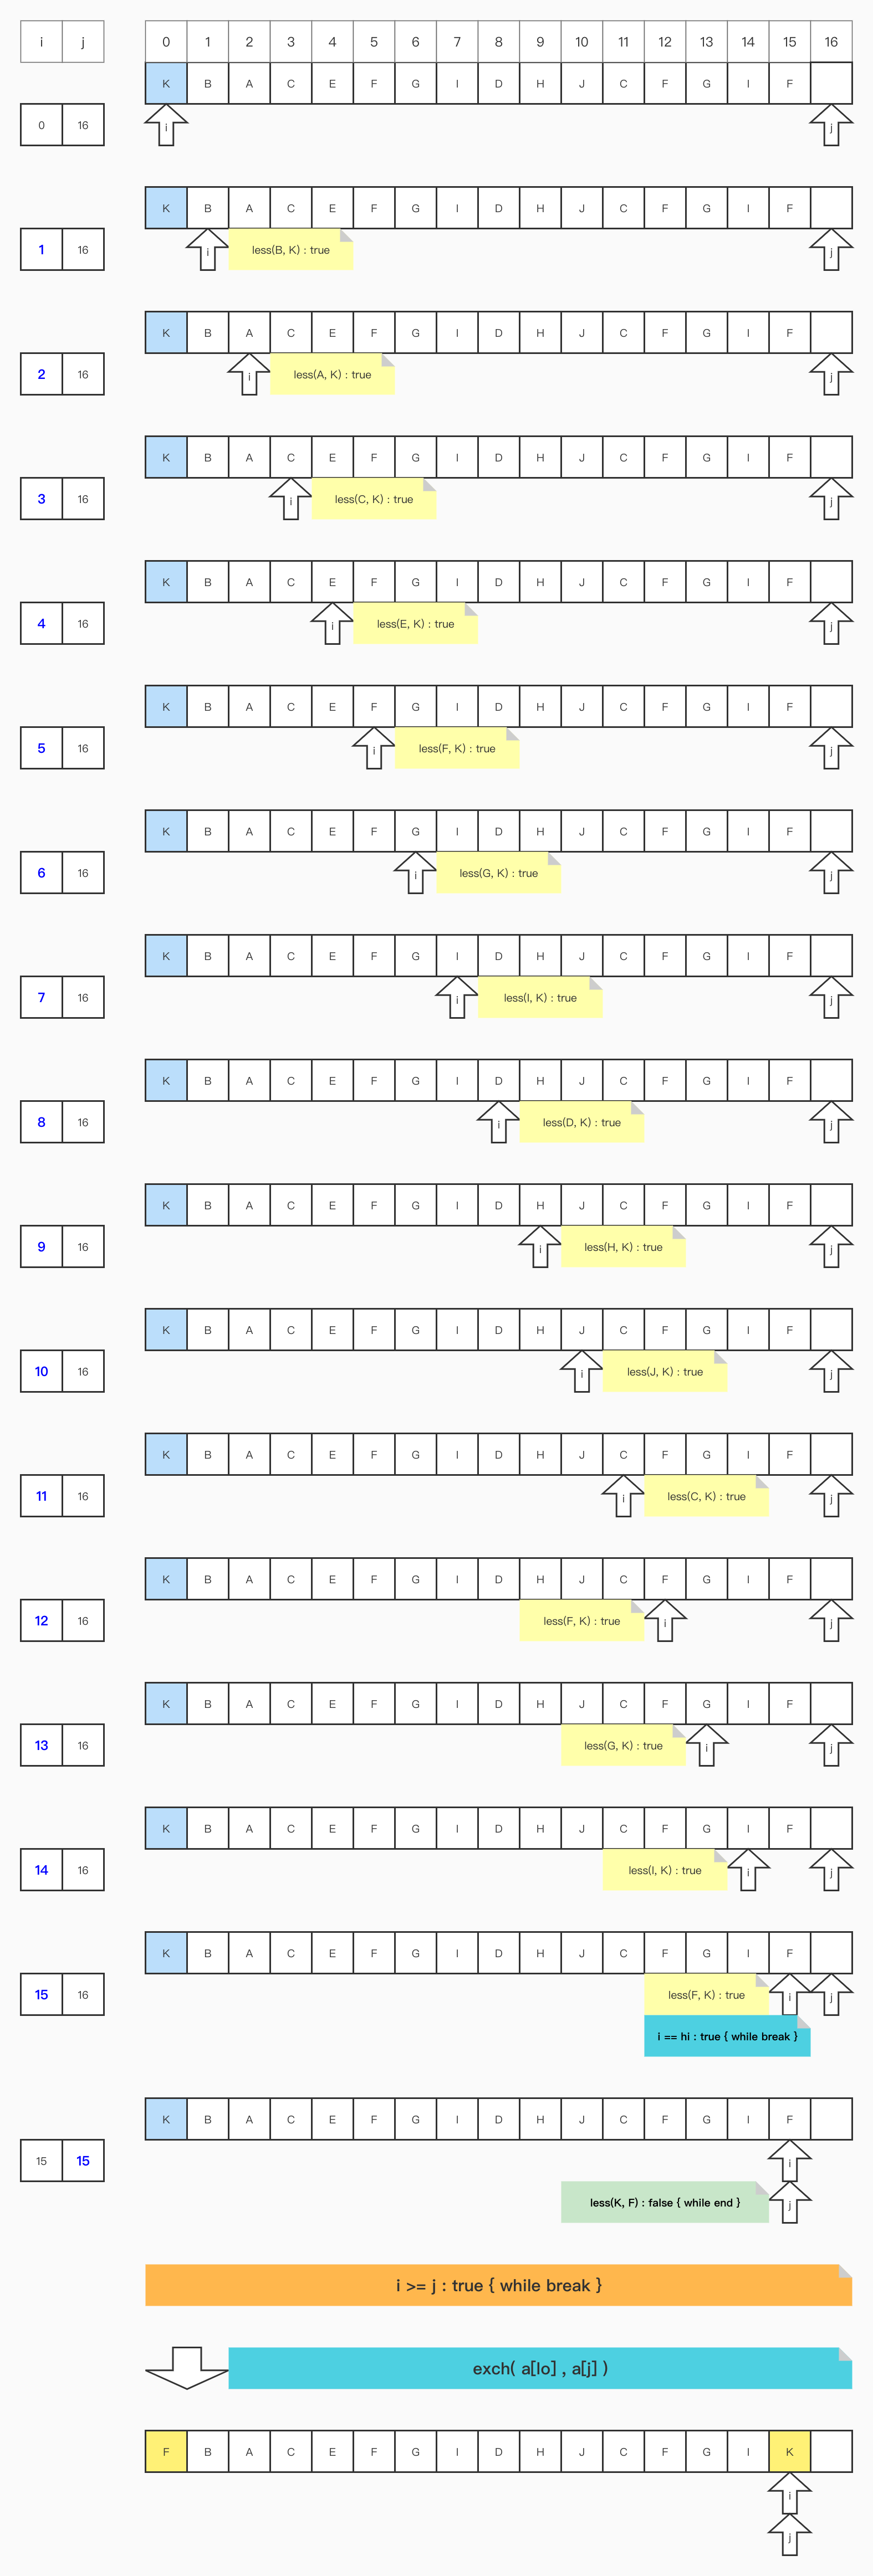 i j 0 1 2 3 4 5 6 7 8 9 10 11 12 13 14 15 16
K B A C E F G I D H J C F G I F
0 16 i j
K B A C E F G I D H J C F G I F
1 16 i less(B, K) : true j
K B A C E F G I D H J C F G I F
2 16 i less(A, K) : true j
K B A C E F G I D H J C F G I F
3 16 i less(C, K) : true j
K B A C E F G I D H J C F G I F
4 16 i less(E, K) : true j
K B A C E F G I D H J C F G I F
5 16 i less(F, K) : true j
K B A C E F G I D H J C F G I F
6 16 i less(G, K) : true j
K B A C E F G I D H J C F G I F
7 16 i less(I, K) : true j
K B A C E F G I D H J C F G I F
8 16 i less(D, K) : true j
K B A C E F G I D H J C F G I F
9 16 i less(H, K) : true j
K B A C E F G I D H J C F G I F
10 16 i less(J, K) : true j
K B A C E F G I D H J C F G I F
11 16 i less(C, K) : true j
K B A C E F G I D H J C F G I F
12 16 less(F, K) : true i j
K B A C E F G I D H J C F G I F
13 16 less(G, K) : true i j
K B A C E F G I D H J C F G I F
14 16 less(I, K) : true i j
K B A C E F G I D H J C F G I F
15 16 less(F, K) : true i j
i == hi : true { while break }
K B A C E F G I D H J C F G I F
15 15 i
less(K, F) : false { while end } j
i >= j : true { while break }
exch( a[lo] , a[j] )
F B A C E F G I D H J C F G I K
i
j